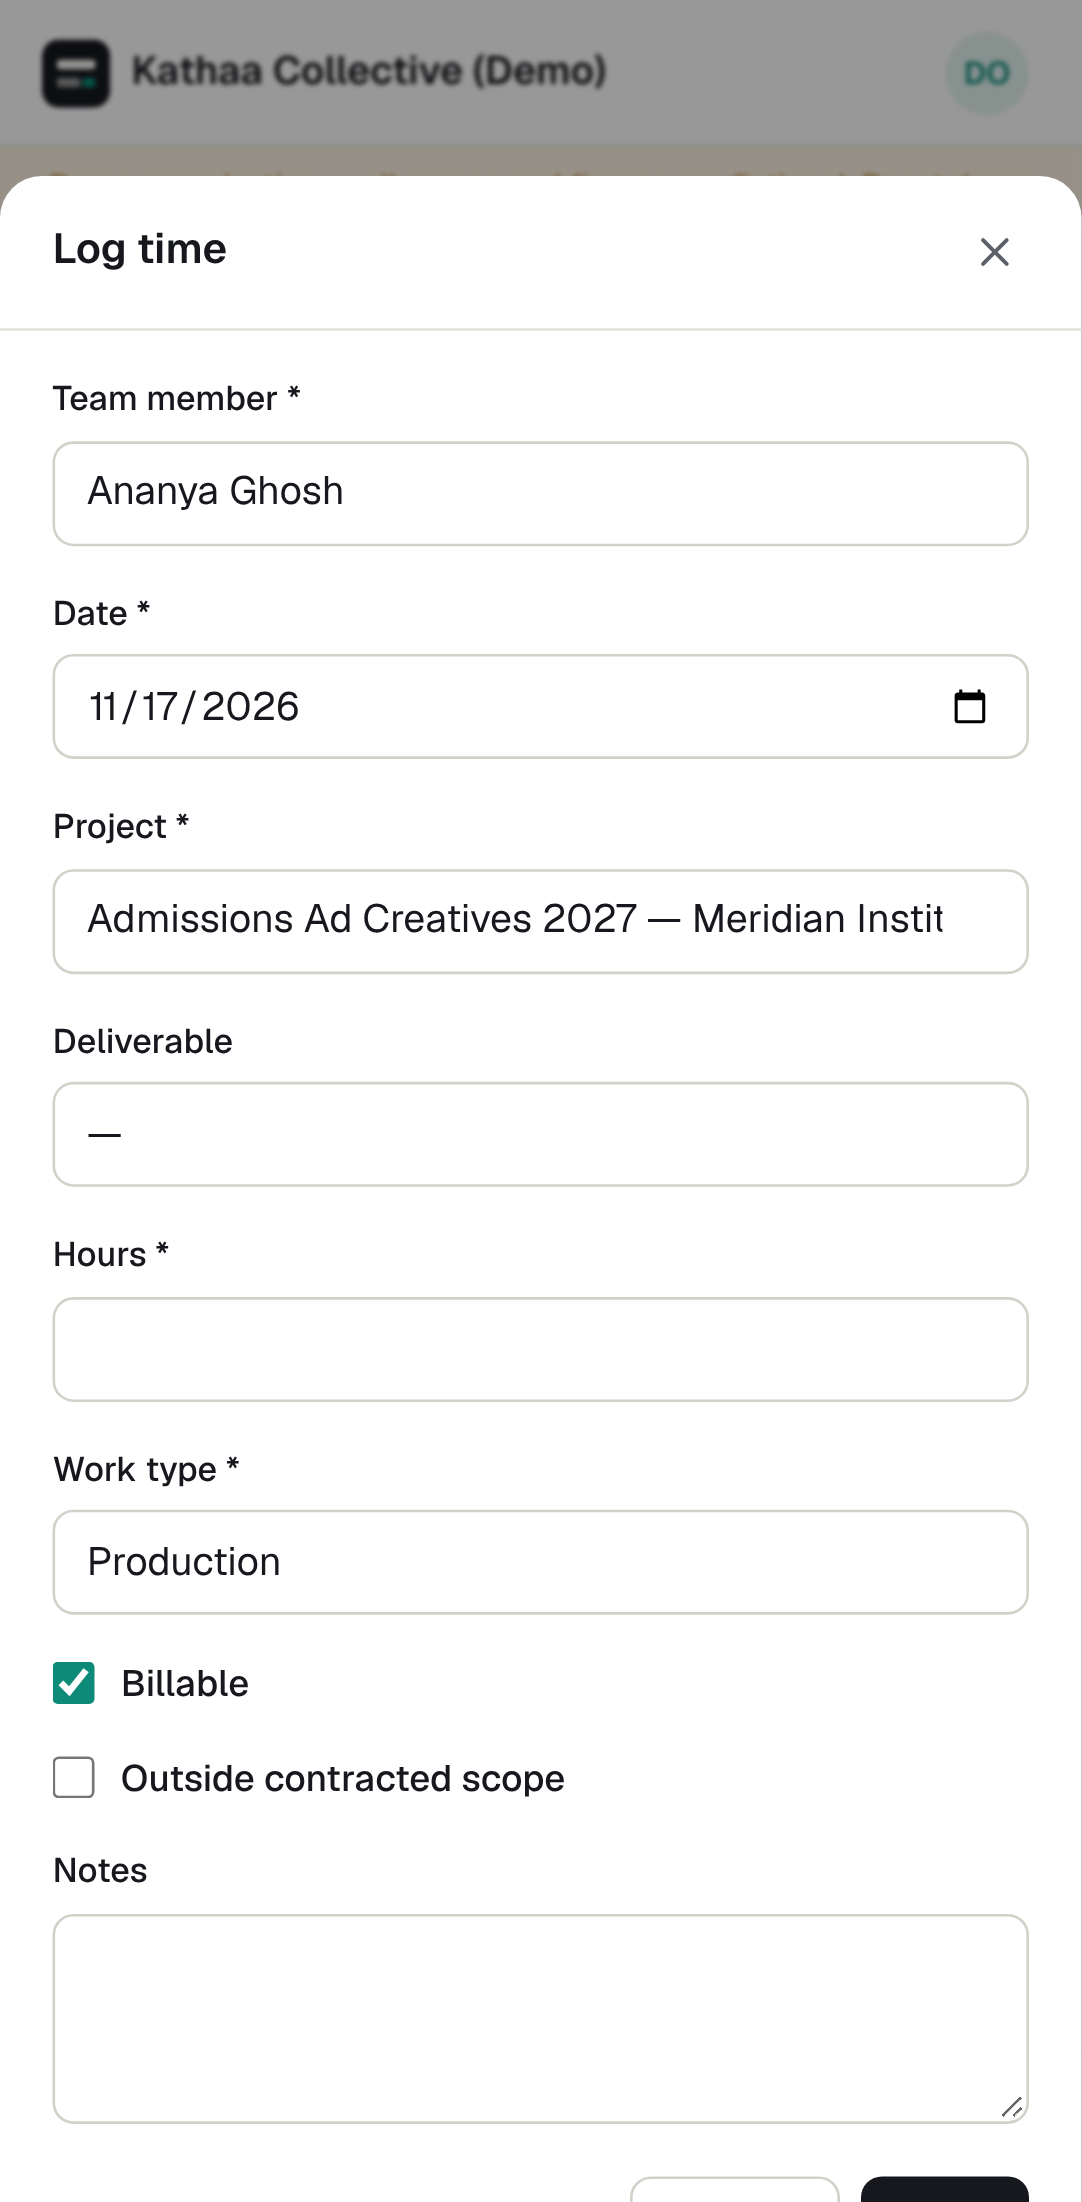 Kathaa Collective (Demo)
DO
Log time
Team member *
Ananya Ghosh
Date *
11/17/2026
Project *
Admissions Ad Creatives 2027 — Meridian Instit
Deliverable
—
Hours *
Work type *
Production
Billable
Outside contracted scope
Notes